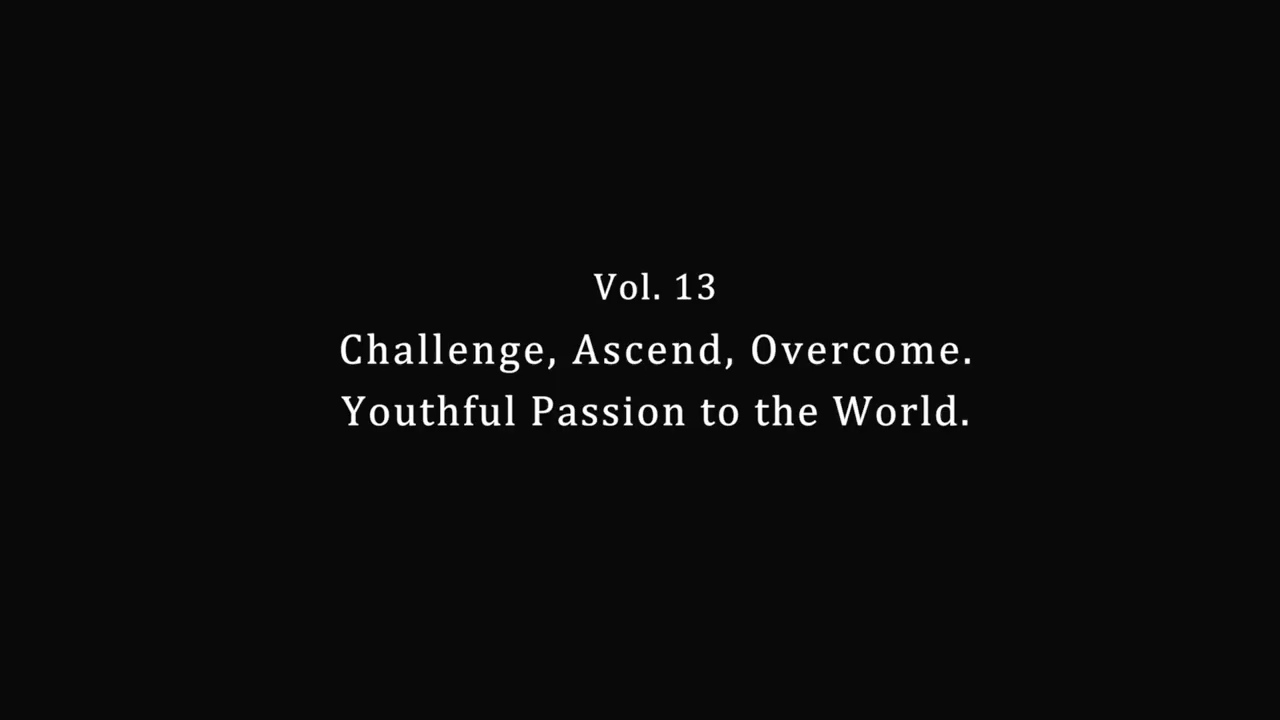 Vol. 13
Challenge, Ascend, Overcome.
Youthful Passion to the World.